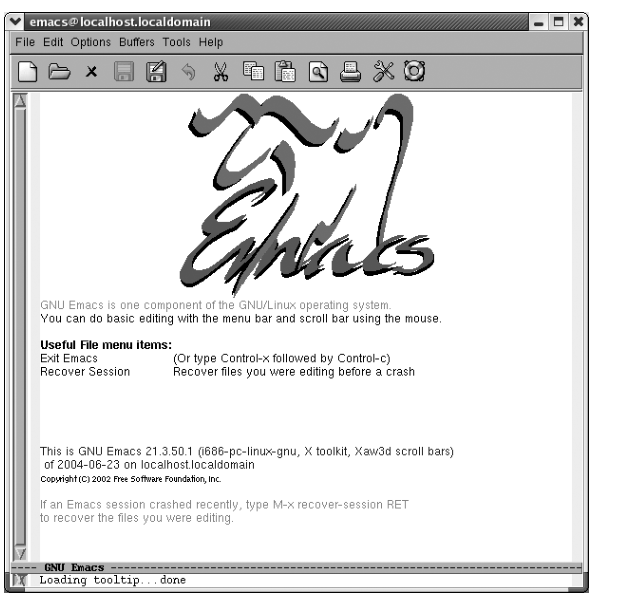 emacs@localhost.localdomain
File Edit Options Buffers Tools Help
Emacs
GNU Emacs is one component of the GNU/Linux operating system.
You can do basic editing with the menu bar and scroll bar using the mouse.
Useful File menu items:
Exit Emacs (Or type Control-x followed by Control-c)
Recover Session Recover files you were editing before a crash
This is GNU Emacs 21.3.50.1 (i686-pc-linux-gnu, X toolkit, Xaw3d scroll bars)
of 2004-06-23 on localhost.localdomain
Copyright (C) 2002 Free Software Foundation, Inc.
If an Emacs session crashed recently, type M-x recover-session RET
to recover the files you were editing.
---- GNU Emacs ----
Loading tooltip...done